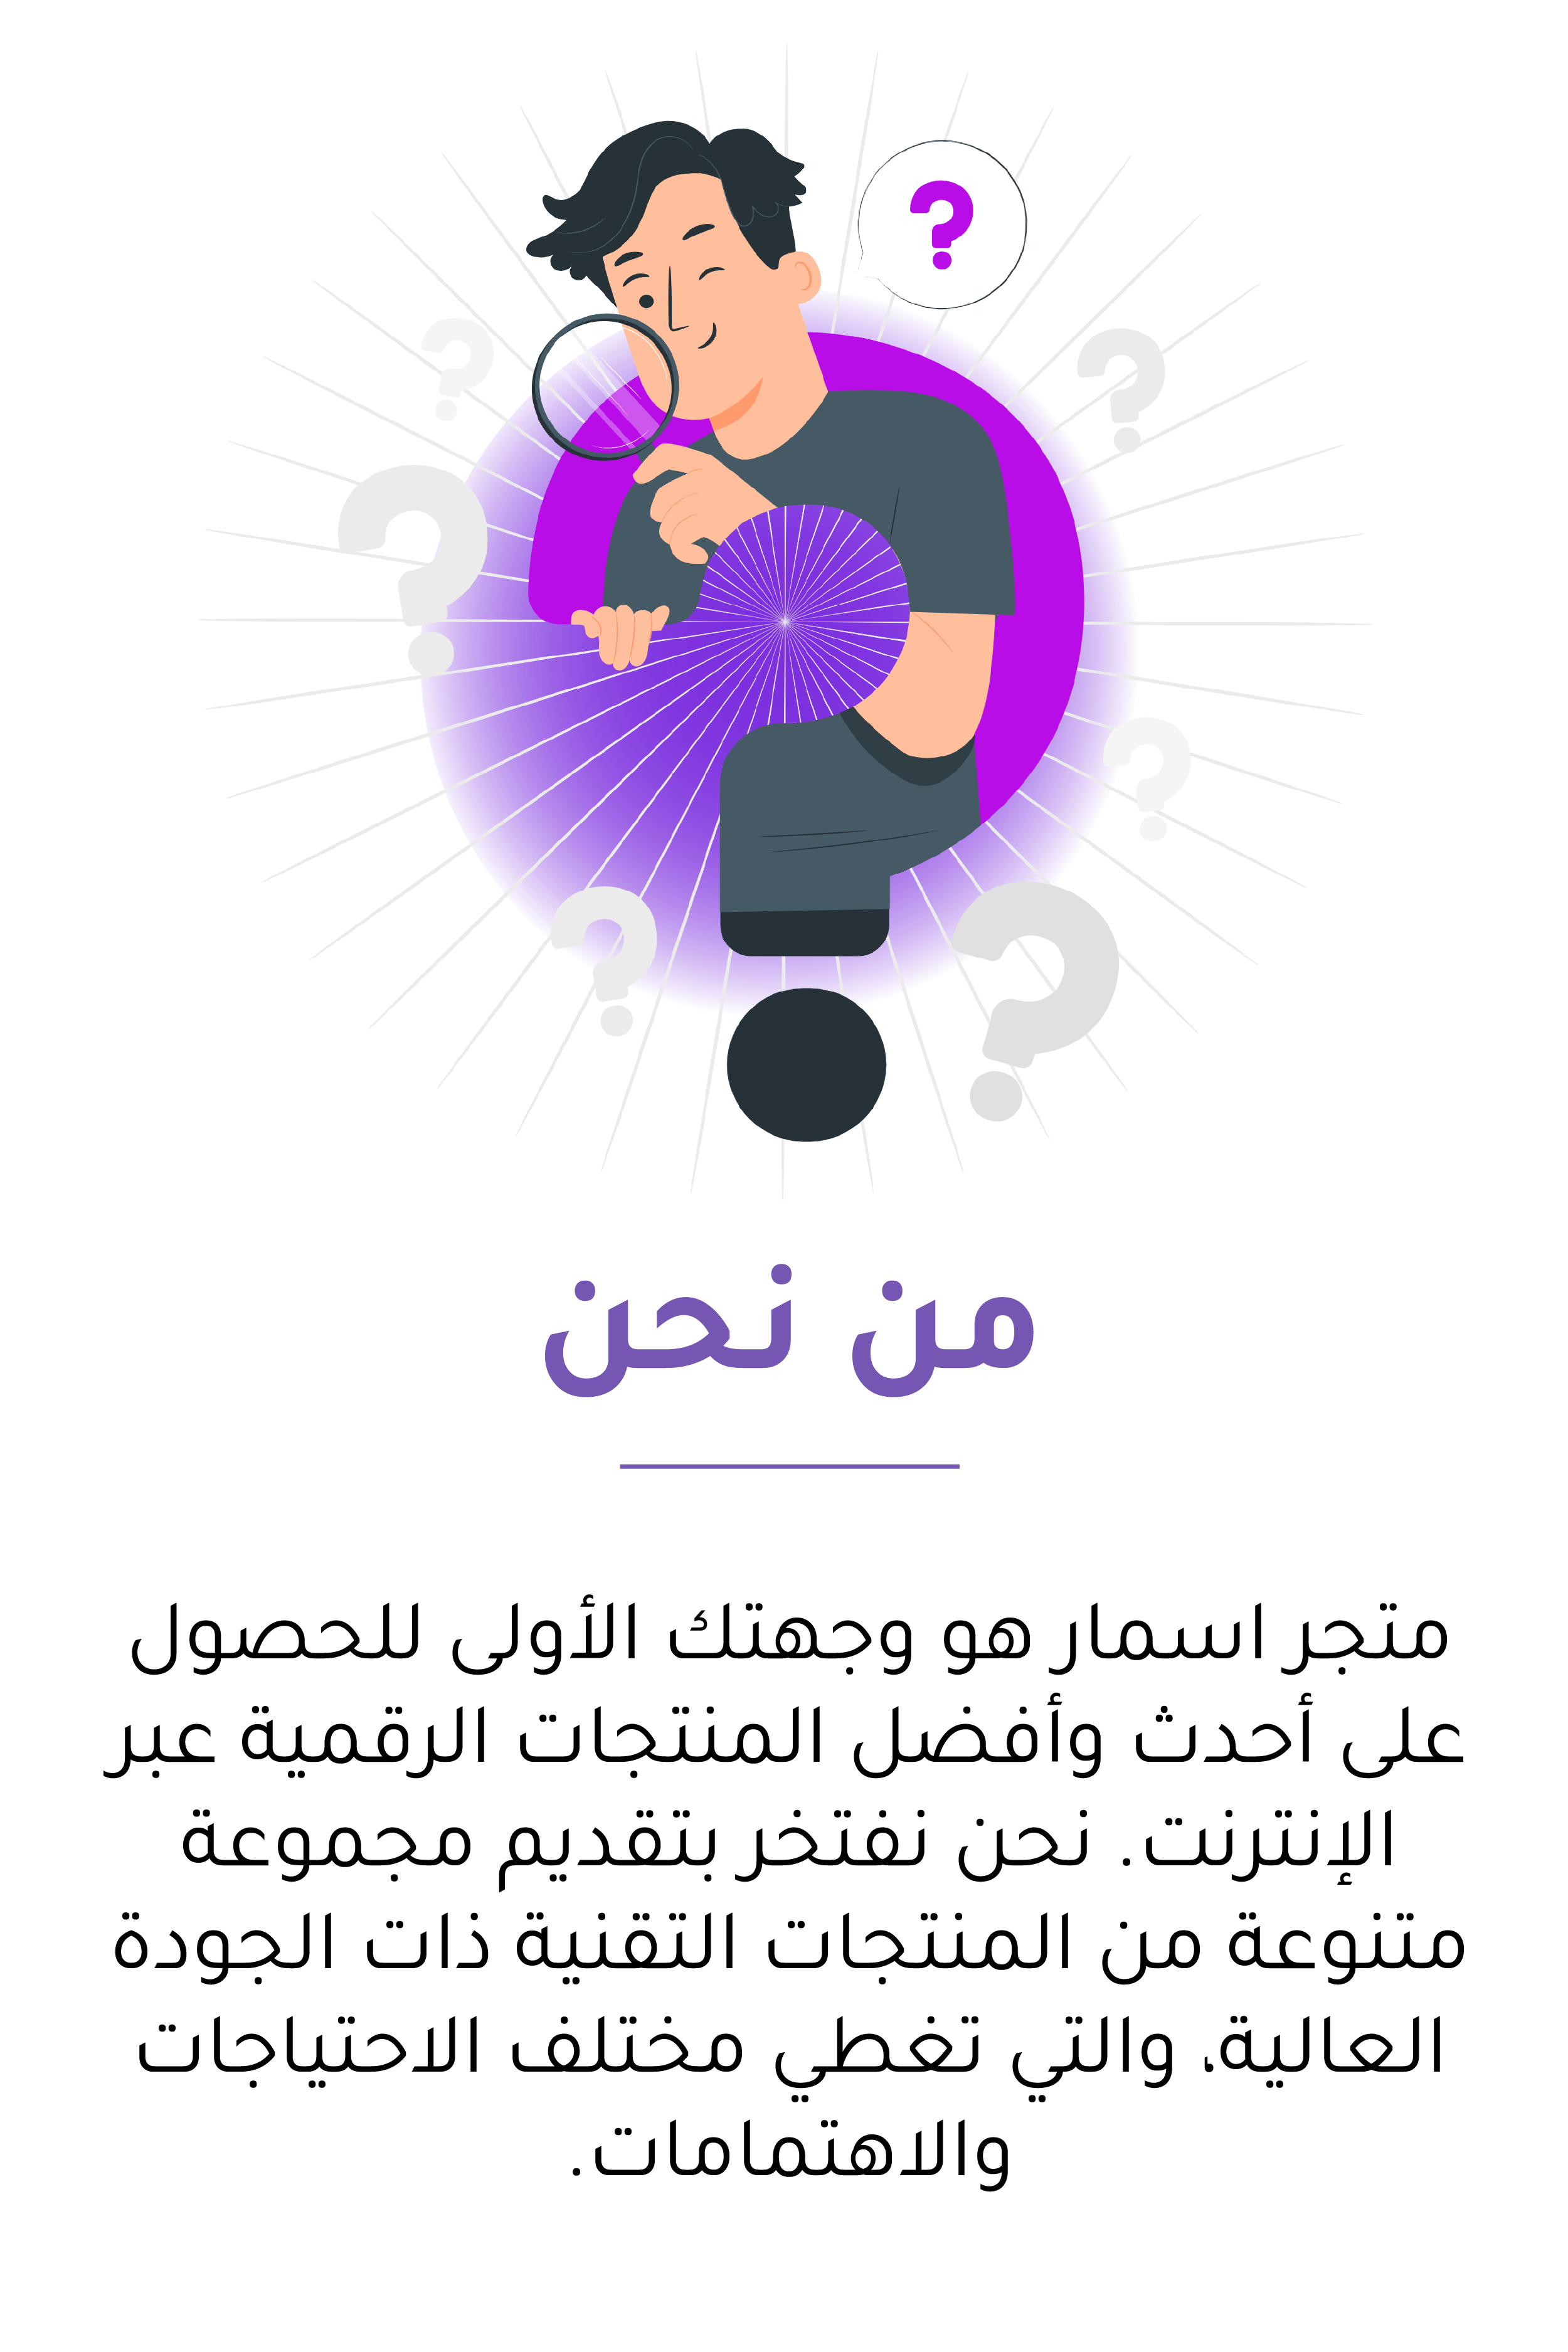 ?
من نحن
متجر اسمار هو وجهتك الأولى للحصول
على أحدث وأفضل المنتجات الرقمية عبر
الإنترنت. نحن نفتخر بتقديم مجموعة
متنوعة من المنتجات التقنية ذات الجودة
العالية، والتي تغطي مختلف الاحتياجات
والاهتمامات.